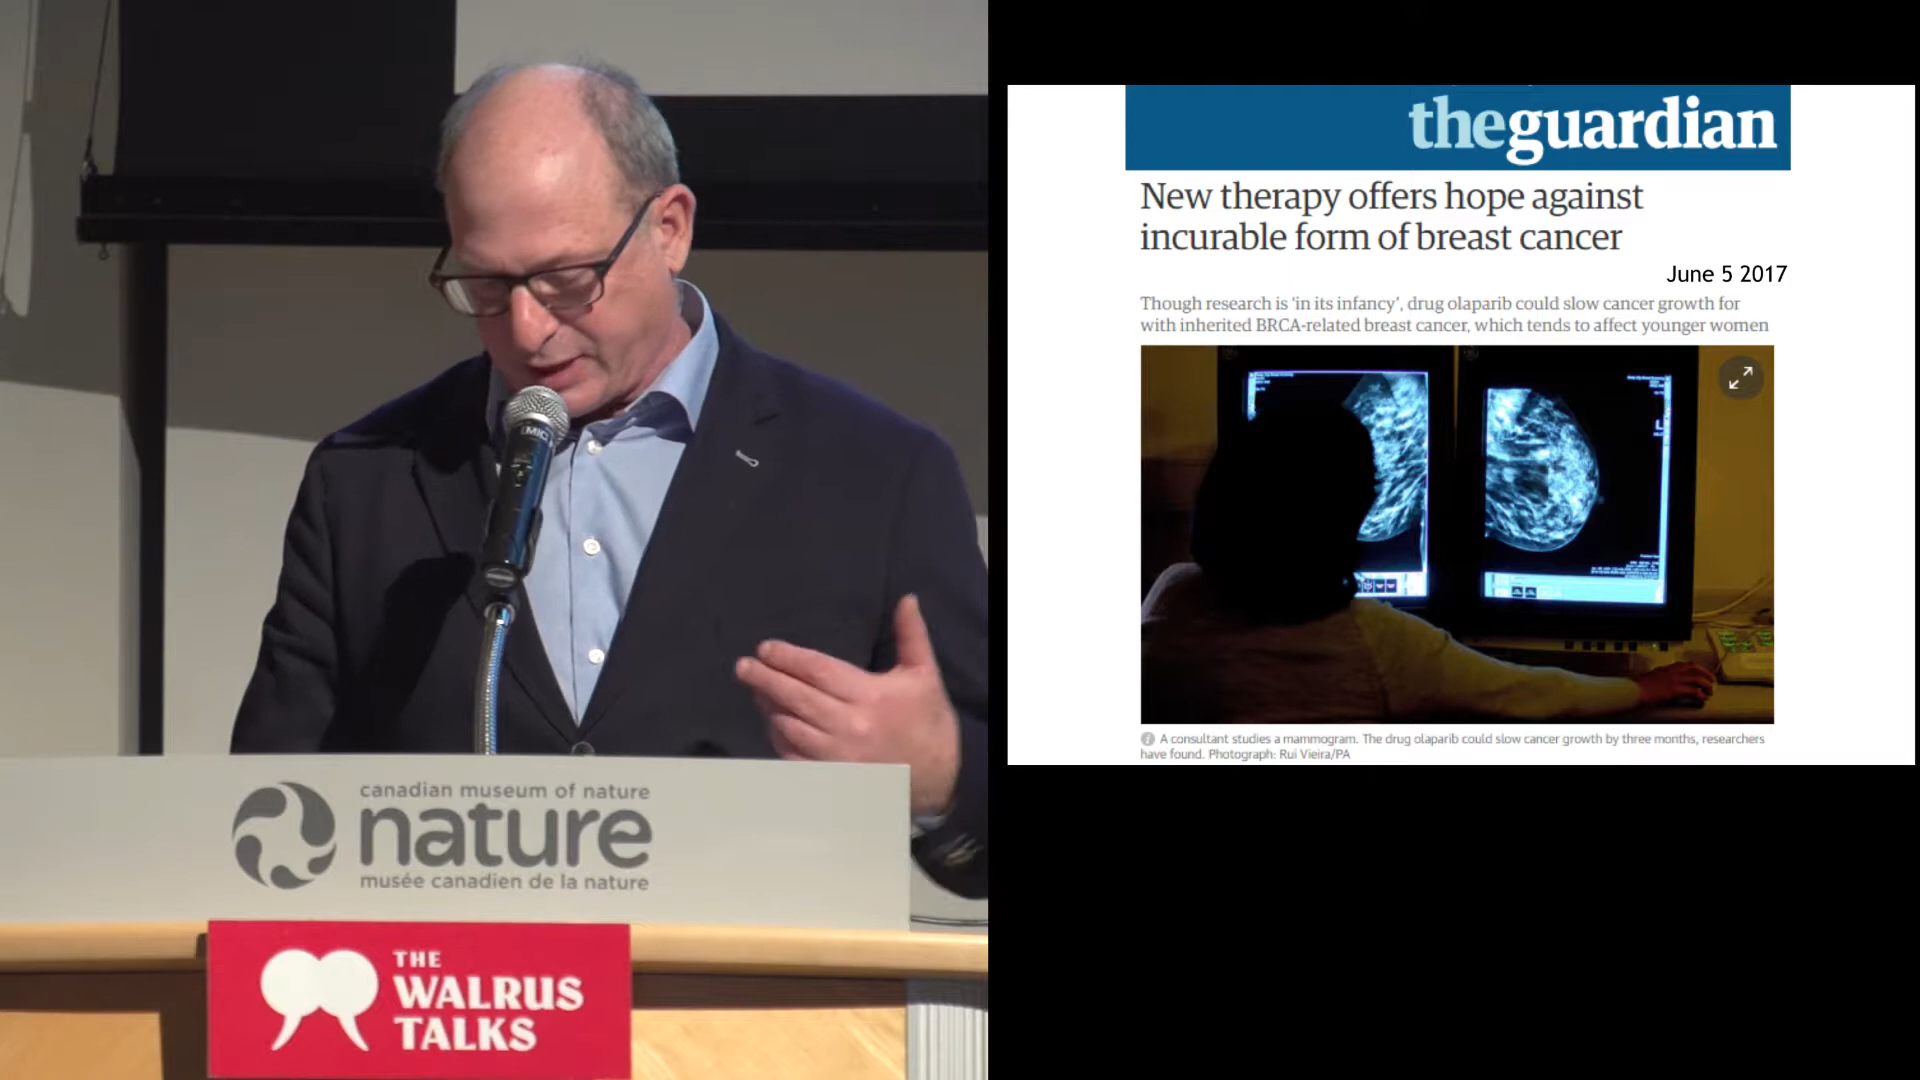 theguardian
New therapy offers hope against
incurable form of breast cancer
June 5 2017
Though research is 'in its infancy', drug olaparib could slow cancer growth for
with inherited BRCA-related breast cancer, which tends to affect younger women
A consultant studies a mammogram. The drug olaparib could slow cancer growth by three months, researchers
have found. Photograph: Rui Vieira/PA
canadian museum of nature
nature
musée canadien de la nature
THE
WALRUS
TALKS